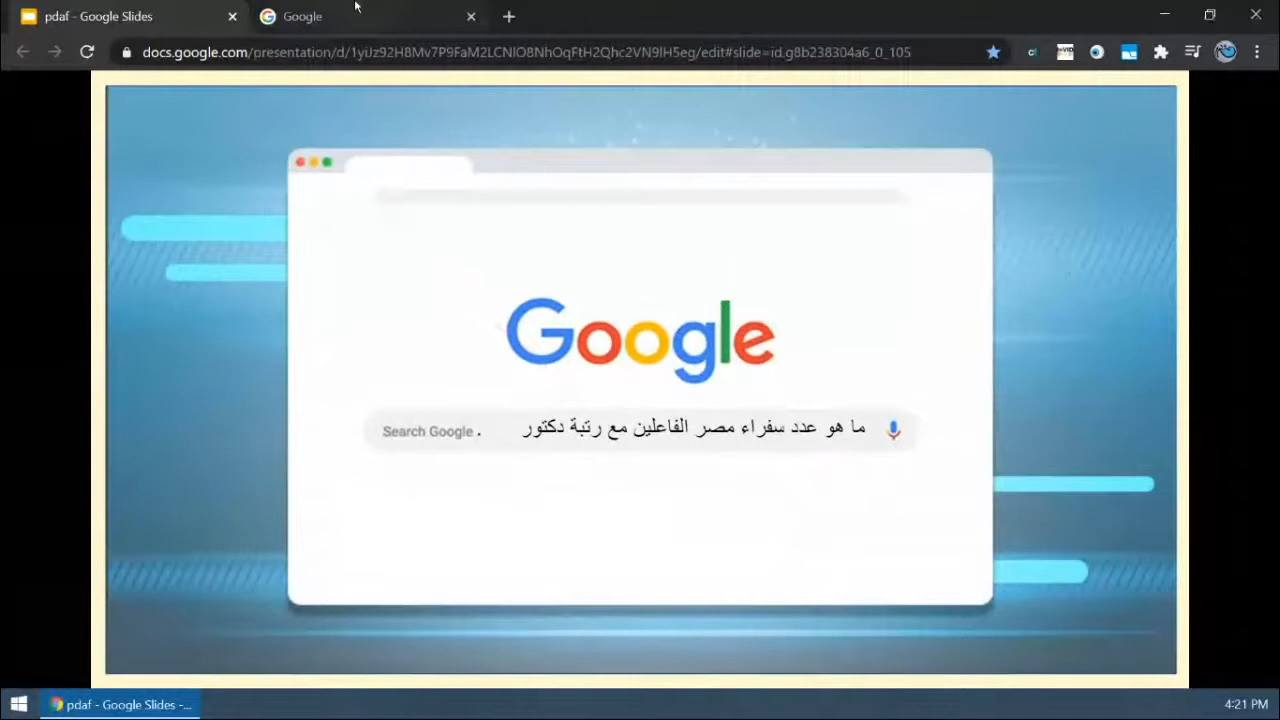 pdaf - Google Slides
Google
docs.google.com/presentation/d/1yiJz92H8Mv7P9FaM2LCNIO8NhOqFtH2Qhc2VN9lH5eg/edit#slide=id.g8b238304a6_0_105
Google
Search Google . ما هو عدد سفراء مصر الفاعلين مع رتبة دكتور
pdaf - Google Slides -...
4:21 PM